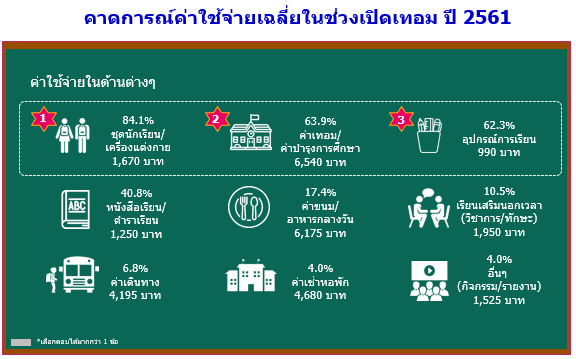 คาดการณ์ค่าใช้จ่ายเฉลี่ยในช่วงเปิดเทอม ปี 2561
ค่าใช้จ่ายในด้านต่างๆ
1
84.1%
ชุดนักเรียน/
เครื่องแต่งกาย
1,670 บาท
2
63.9%
ค่าเทอม/
ค่าบำรุงการศึกษา
6,540 บาท
3
62.3%
อุปกรณ์การเรียน
990 บาท
ABC
40.8%
หนังสือเรียน/
ตำราเรียน
1,250 บาท
17.4%
ค่าขนม/
อาหารกลางวัน
6,175 บาท
10.5%
เรียนเสริมนอกเวลา
(วิชาการ/ทักษะ)
1,950 บาท
6.8%
ค่าเดินทาง
4,195 บาท
4.0%
ค่าเช่าหอพัก
4,680 บาท
4.0%
อื่นๆ
(กิจกรรม/รายงาน)
1,525 บาท
*เลือกตอบได้มากกว่า 1 ข้อ